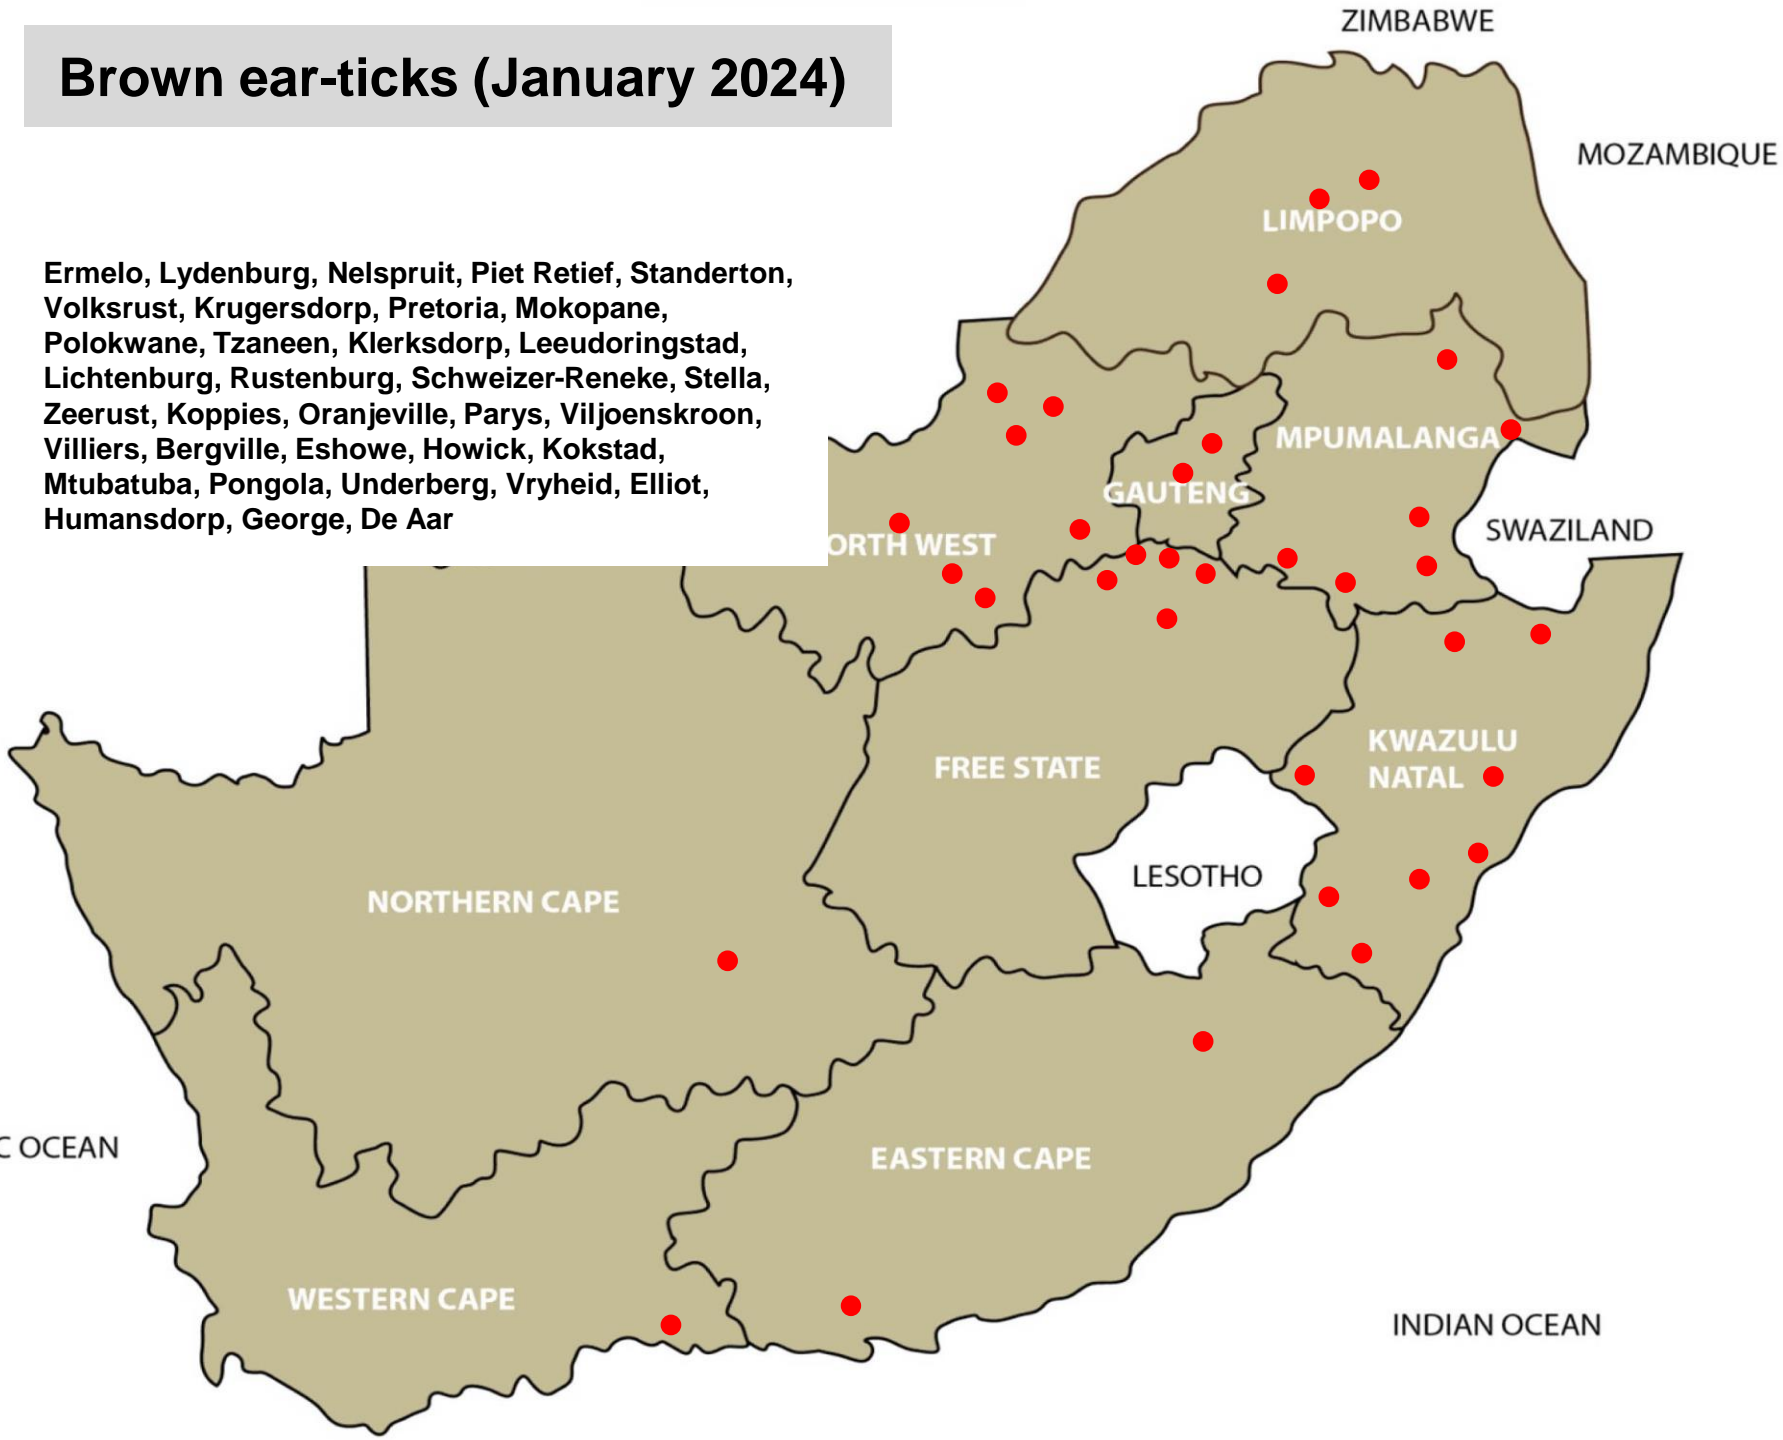 ZIMBABWE
Brown ear-ticks (January 2024)
MOZAMBIQUE
LIMPOPO
Ermelo, Lydenburg, Nelspruit, Piet Retief, Standerton,
Volksrust, Krugersdorp, Pretoria, Mokopane,
Polokwane, Tzaneen, Klerksdorp, Leeudoringstad,
Lichtenburg, Rustenburg, Schweizer-Reneke, Stella,
Zeerust, Koppies, Oranjeville, Parys, Viljoenskroon,
Villiers, Bergville, Eshowe, Howick, Kokstad,
Mtubatuba, Pongola, Underberg, Vryheid, Elliot,
Humansdorp, George, De Aar
MPUMALANGA
GAUTENG
SWAZILAND
ORTH WEST
KWAZULU
NATAL
FREE STATE
LESOTHO
NORTHERN CAPE
C OCEAN
EASTERN CAPE
WESTERN CAPE
INDIAN OCEAN